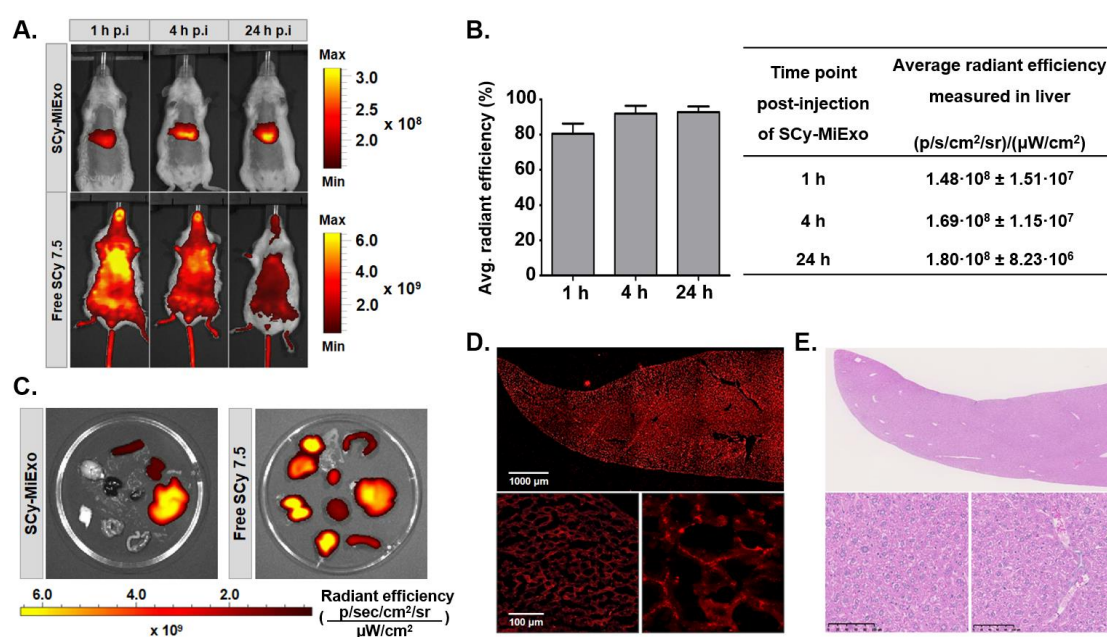 A.
1 h p.i
4 h p.i
24 h p.i
SCy-MiExo
Free SCy 7.5
Max
3.0
2.0
x 10⁸
Min
Max
6.0
4.0
2.0
x 10⁹
Min
B.
Avg. radiant efficiency (%)
100
80
60
40
20
0
1 h
4 h
24 h
Time point
post-injection
of SCy-MiExo
Average radiant efficiency
measured in liver
(p/s/cm²/sr)/(µW/cm²)
1 h
1.48·10⁸ ± 1.51·10⁷
4 h
1.69·10⁸ ± 1.15·10⁷
24 h
1.80·10⁸ ± 8.23·10⁶
C.
SCy-MiExo
Free SCy 7.5
6.0
4.0
2.0
x 10⁹
Radiant efficiency
( p/sec/cm²/sr )
µW/cm²
D.
1000 µm
100 µm
E.